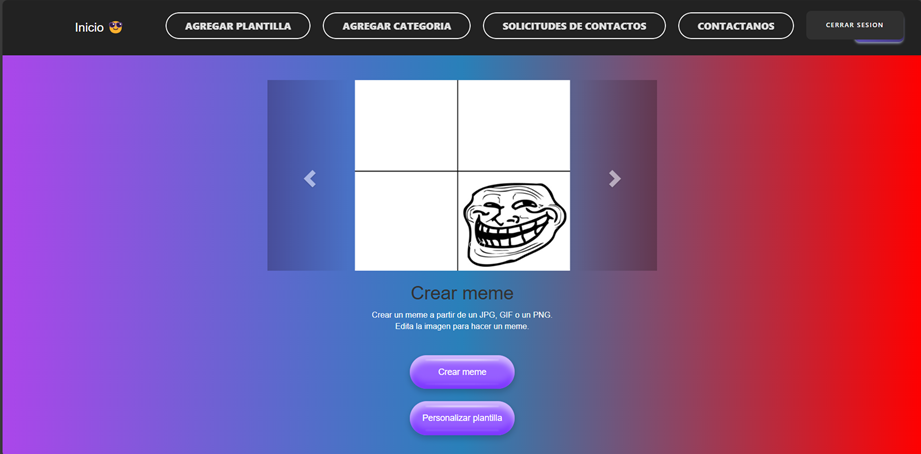 Inicio 😎
AGREGAR PLANTILLA
AGREGAR CATEGORIA
SOLICITUDES DE CONTACTOS
CONTACTANOS
CERRAR SESION
Crear meme
Crear un meme a partir de un JPG, GIF o un PNG.
Edita la imagen para hacer un meme.
Crear meme
Personalizar plantilla